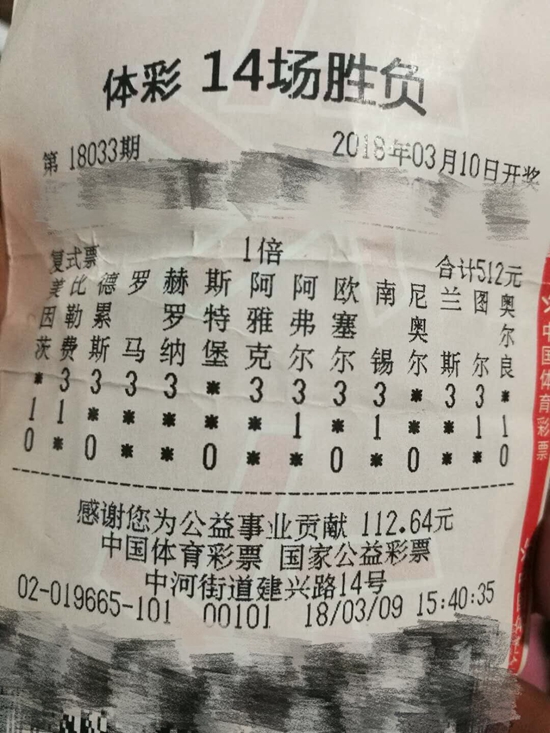 体彩 14场胜负
第 18033期
2018年03月10日开奖
复式票
1倍
合计512元
美因茨
比勒费
德累斯
罗马
赫罗纳
斯特堡
阿雅克
阿弗尔
欧塞尔
南锡
尼奥尔
兰斯
图尔
奥尔良
* 3 3 3 3 * 3 3 3 3 * 3 3 *
1 1 * * * * * 1 * 1 * * 1 1
0 * 0 * * 0 * * 0 * 0 * * 0
感谢您为公益事业贡献 112.64元
中国体育彩票 国家公益彩票
中河街道建兴路14号
02-019665-101 00101 18/03/09 15:40:35
中国体育彩票